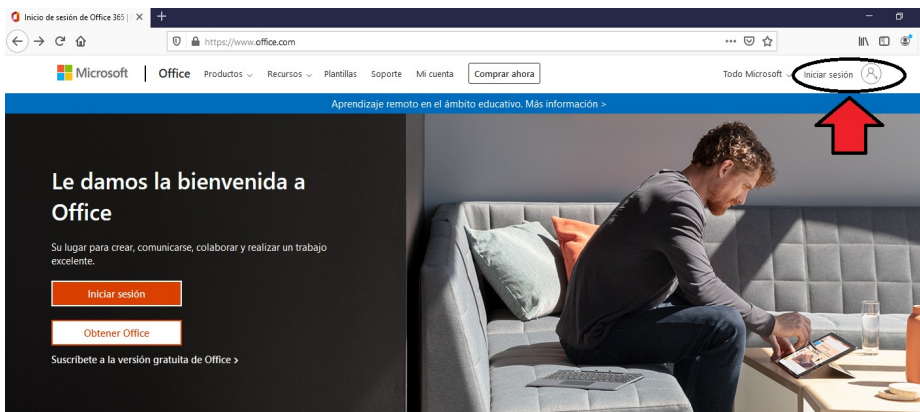 Inicio de sesión de Office 365 |
https://www.office.com
Microsoft
Office
Productos
Recursos
Plantillas
Soporte
Mi cuenta
Comprar ahora
Todo Microsoft
Iniciar sesión
Aprendizaje remoto en el ámbito educativo. Más información >
Le damos la bienvenida a
Office
Su lugar para crear, comunicarse, colaborar y realizar un trabajo
excelente.
Iniciar sesión
Obtener Office
Suscríbete a la versión gratuita de Office >